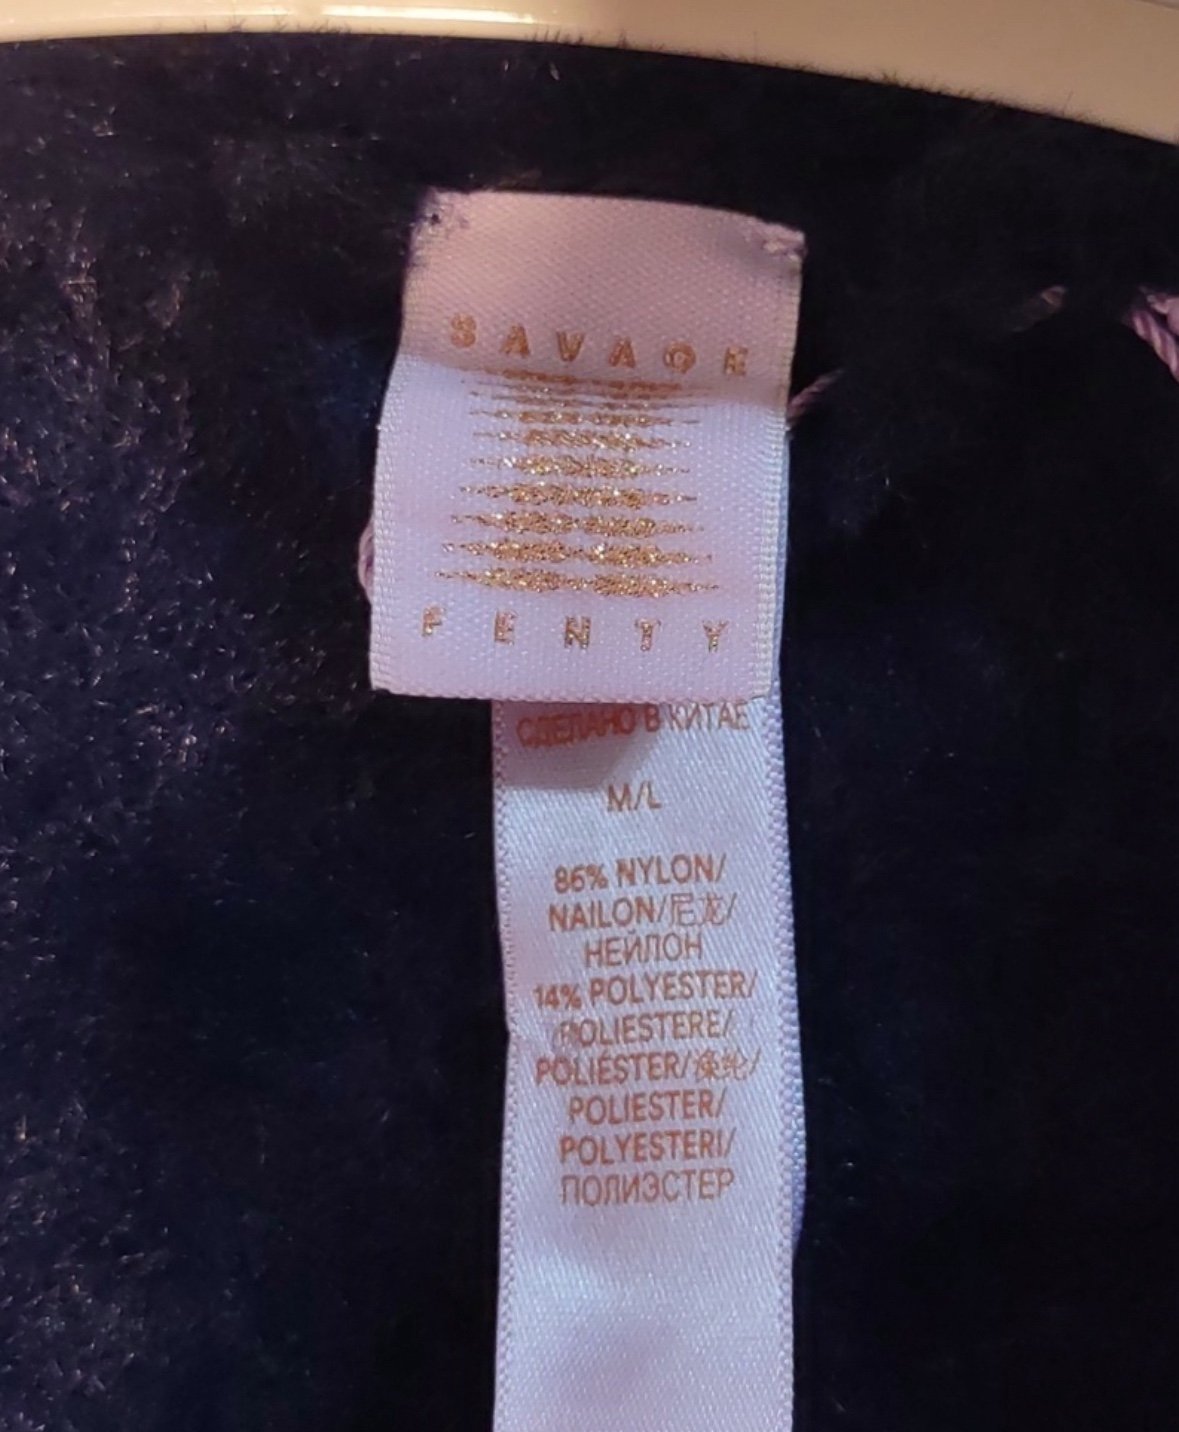 SAVAGE
FENTY
СДЕЛАНО В КИТАЕ
M/L
86% NYLON/
NAILON/尼龙/
НЕЙЛОН
14% POLYESTER/
POLIESTERE/
POLIÉSTER/涤纶/
POLIESTER/
POLYESTERI/
ПОЛИЭСТЕР